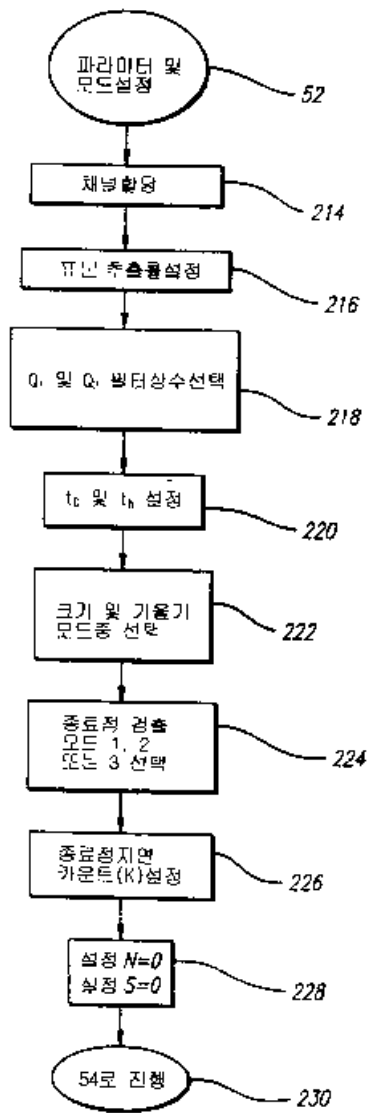 파라미터 및
모드설정
52
채널할당
214
표본 추출률설정
216
및 필터상수선택
218
및 t_h 설정
220
크기 및 기울기
모드중 선택
222
종료점 검출
모드 1, 2
또는 3 선택
224
종료점지연
카운트(K)설정
226
설정 N=0
설정 S=0
228
54로 진행
230